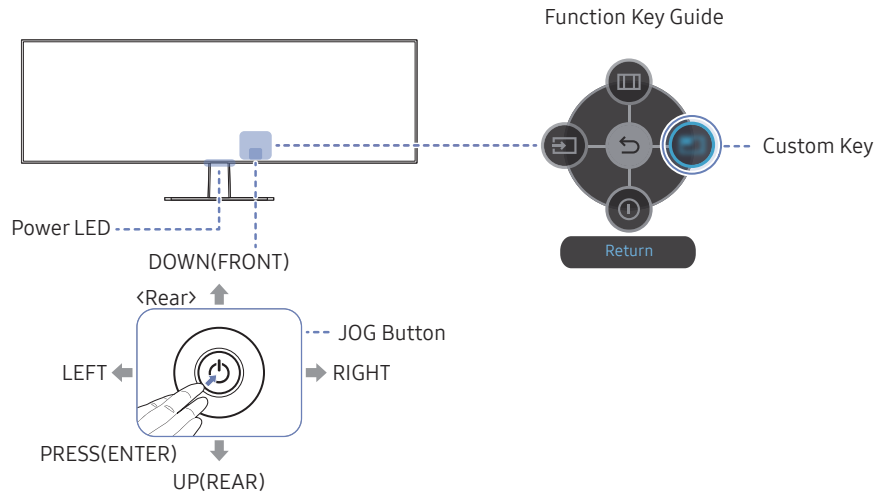 Function Key Guide
Custom Key
Return
Power LED
DOWN(FRONT)
<Rear>
JOG Button
LEFT
RIGHT
PRESS(ENTER)
UP(REAR)